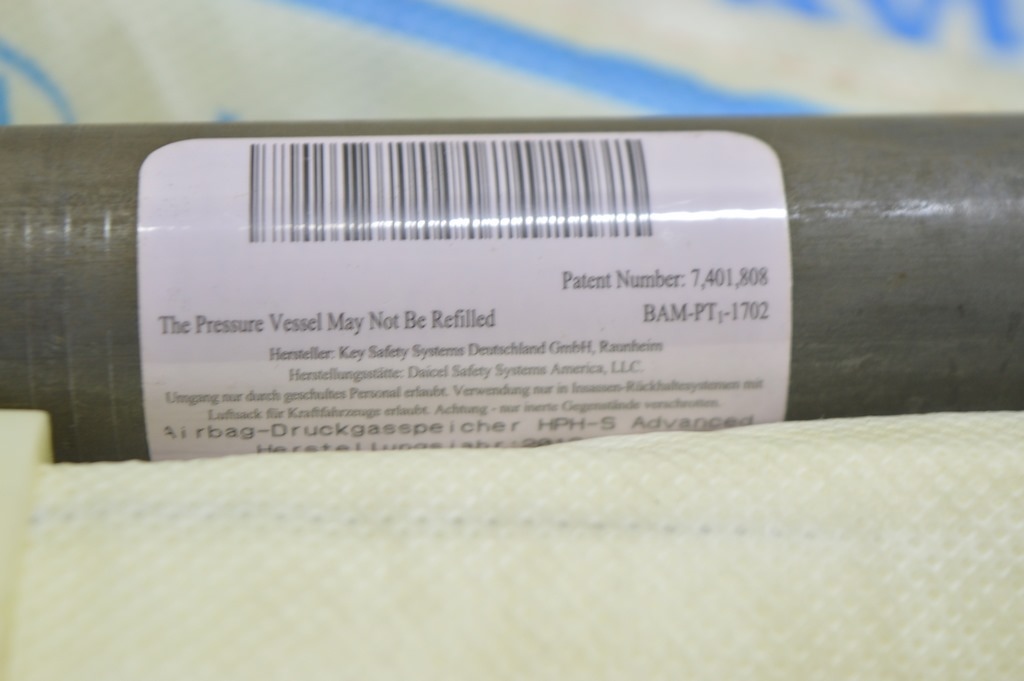 Patent Number: 7,401,808
The Pressure Vessel May Not Be Refilled
BAM-PT₁-1702
Hersteller: Key Safety Systems Deutschland GmbH, Raunheim
Herstellungsstätte: Daicel Safety Systems America, LLC.
Umgang nur durch geschultes Personal erlaubt. Verwendung nur in Insassen-Rückhaltesystemen mit
Luftsack für Kraftfahrzeuge erlaubt. Achtung - nur inerte Gegenstände verschrotten.
Airbag-Druckgasspeicher HPH-S Advanced
Herstellungsjahr: